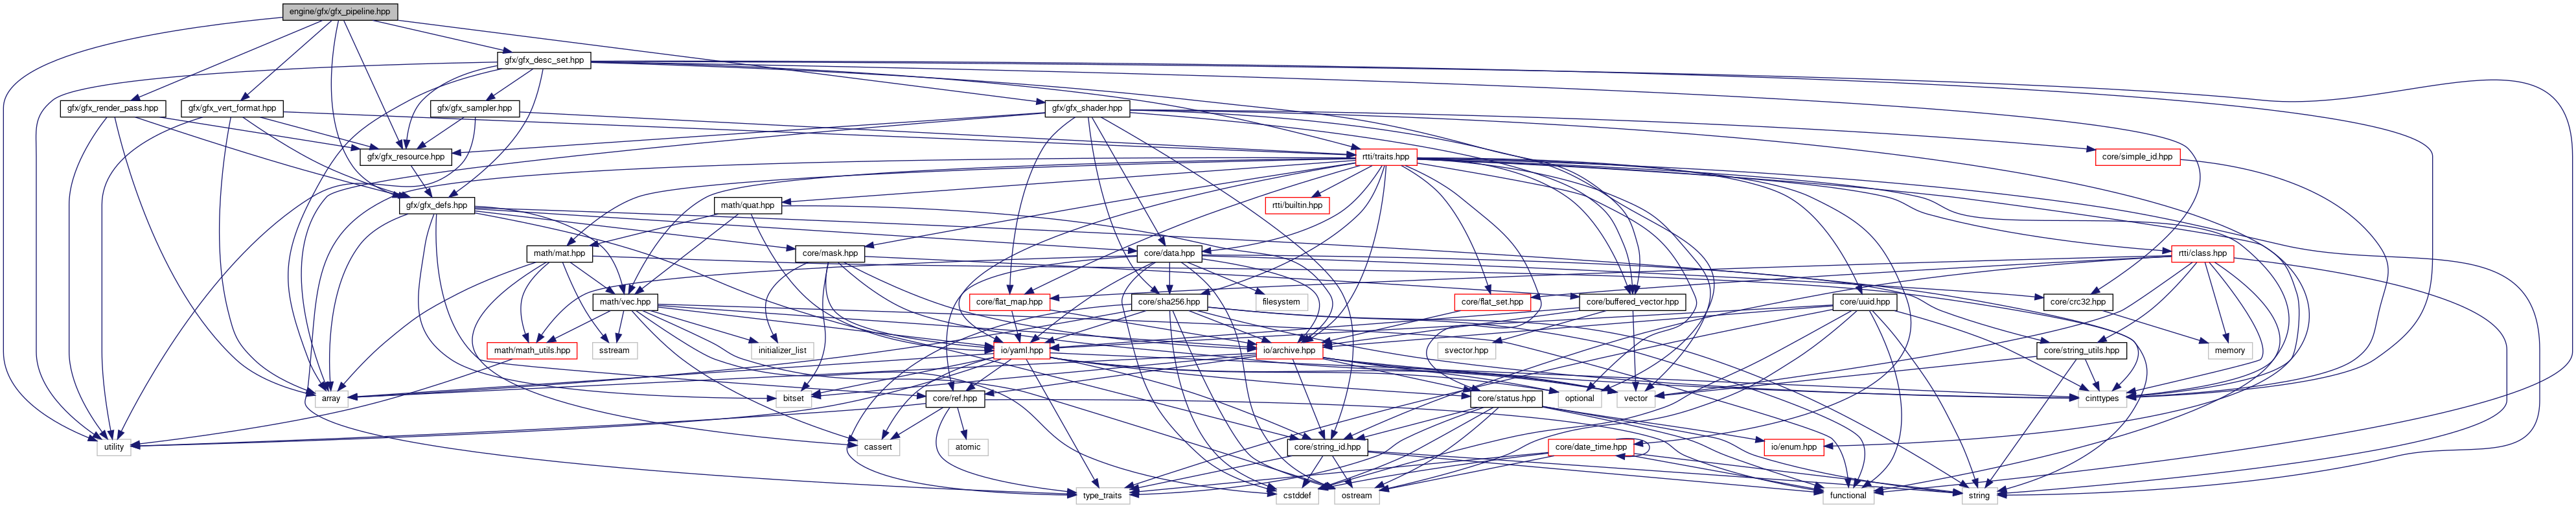 engine/gfx/gfx_pipeline.hpp
gfx/gfx_desc_set.hpp
gfx/gfx_render_pass.hpp
gfx/gfx_vert_format.hpp
gfx/gfx_sampler.hpp
gfx/gfx_shader.hpp
gfx/gfx_resource.hpp
rtti/traits.hpp
core/simple_id.hpp
gfx/gfx_defs.hpp
math/quat.hpp
rtti/builtin.hpp
math/mat.hpp
core/mask.hpp
core/data.hpp
rtti/class.hpp
math/vec.hpp
core/flat_map.hpp
core/sha256.hpp
filesystem
core/flat_set.hpp
core/buffered_vector.hpp
core/uuid.hpp
core/crc32.hpp
math/math_utils.hpp
sstream
initializer_list
io/yaml.hpp
io/archive.hpp
svector.hpp
core/string_utils.hpp
memory
array
bitset
core/ref.hpp
core/status.hpp
optional
vector
cinttypes
utility
cassert
atomic
core/string_id.hpp
core/date_time.hpp
io/enum.hpp
type_traits
cstddef
ostream
functional
string